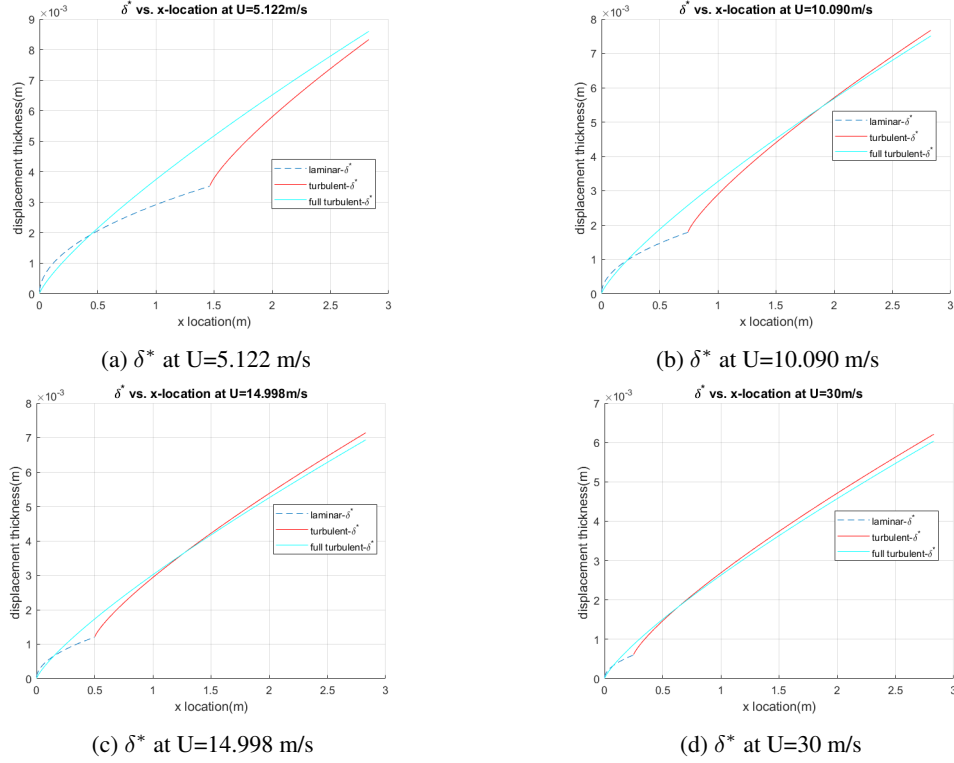 δ* vs. x-location at U=5.122m/s
×10⁻³
9
8
7
6
5
4
3
2
1
0
displacement thickness(m)
laminar-δ*
turbulent-δ*
full turbulent-δ*
0 0.5 1 1.5 2 2.5 3
x location(m)
(a) δ* at U=5.122 m/s
δ* vs. x-location at U=10.090m/s
×10⁻³
8
7
6
5
4
3
2
1
0
displacement thickness(m)
laminar-δ*
turbulent-δ*
full turbulent-δ*
0 0.5 1 1.5 2 2.5 3
x location(m)
(b) δ* at U=10.090 m/s
δ* vs. x-location at U=14.998m/s
×10⁻³
8
7
6
5
4
3
2
1
0
displacement thickness(m)
laminar-δ*
turbulent-δ*
full turbulent-δ*
0 0.5 1 1.5 2 2.5 3
x location(m)
(c) δ* at U=14.998 m/s
δ* vs. x-location at U=30m/s
×10⁻³
7
6
5
4
3
2
1
0
displacement thickness(m)
laminar-δ*
turbulent-δ*
full turbulent-δ*
0 0.5 1 1.5 2 2.5 3
x location(m)
(d) δ* at U=30 m/s